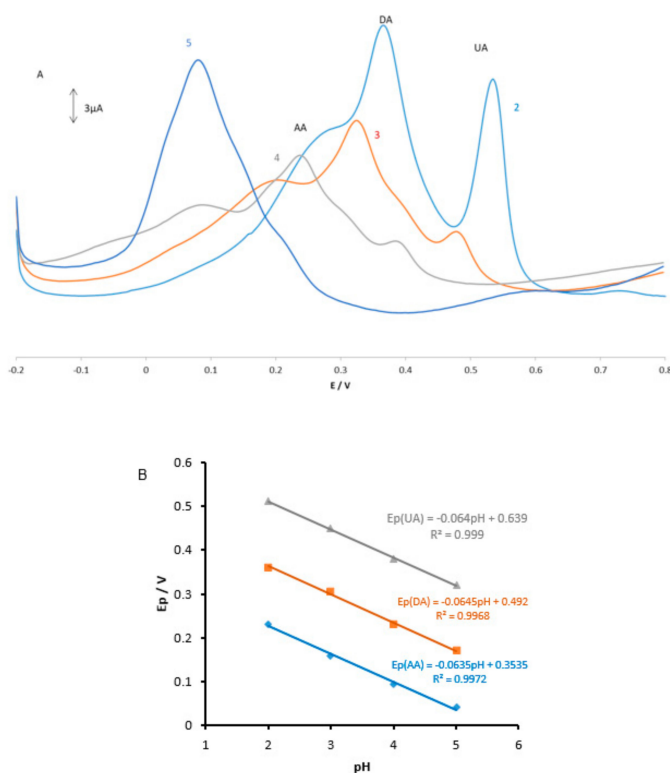 DA
5
UA
A
3µA
2
AA
3
4
-0.2
-0.1
0
0.1
0.2
0.3
0.4
0.5
0.6
0.7
0.8
E / V
B
0.6
0.5
0.4
0.3
0.2
0.1
0
Ep / V
Ep(UA) = -0.064pH + 0.639
R² = 0.999
Ep(DA) = -0.0645pH + 0.492
R² = 0.9968
Ep(AA) = -0.0635pH + 0.3535
R² = 0.9972
1
2
3
4
5
6
pH